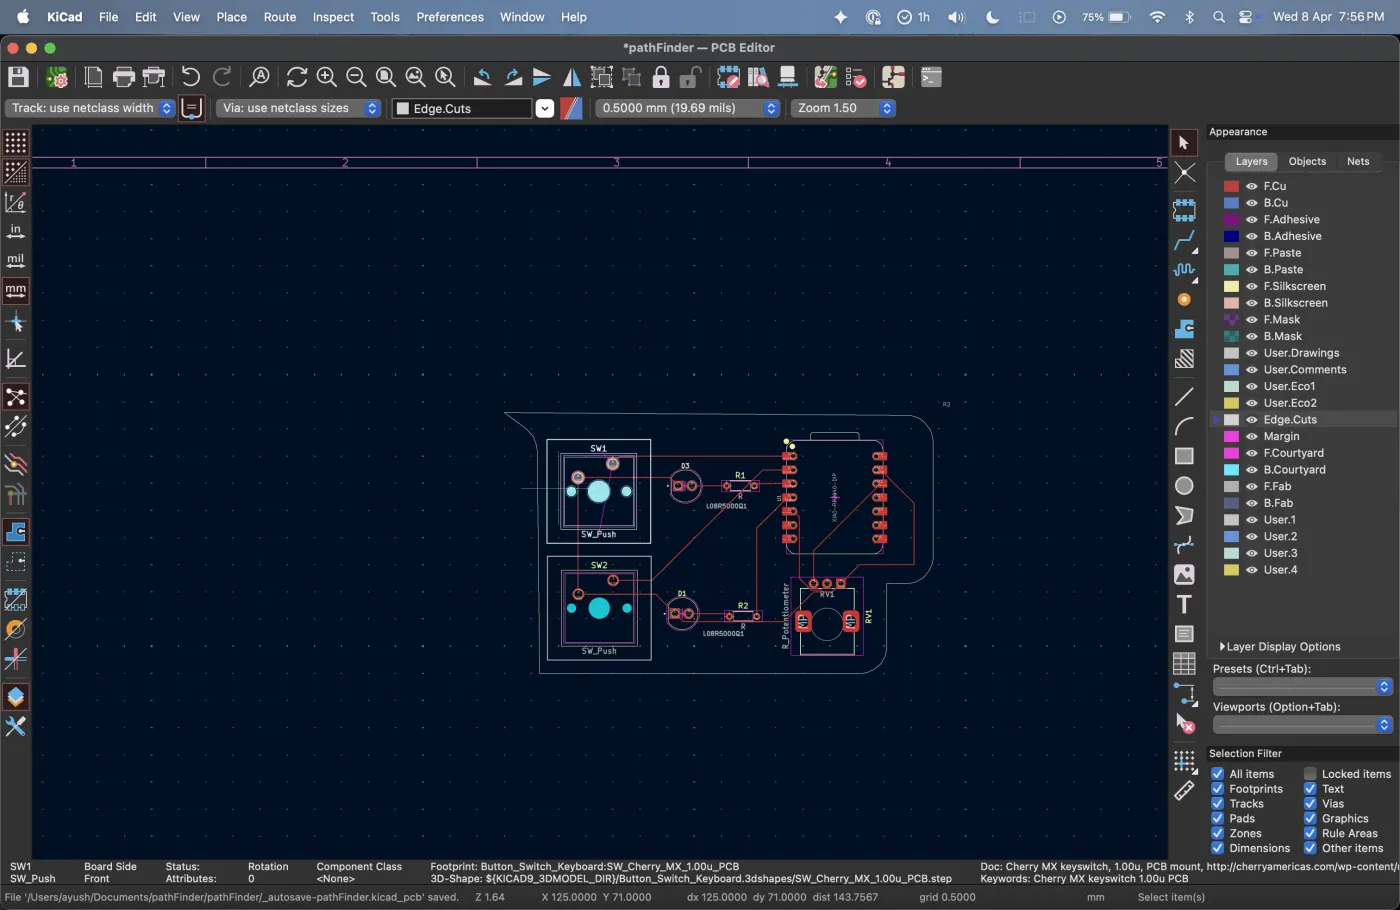 KiCad File Edit View Place Route Inspect Tools Preferences Window Help 1h 75% Wed 8 Apr 7:56 PM
*pathFinder — PCB Editor
Track: use netclass width Via: use netclass sizes Edge.Cuts 0.5000 mm (19.69 mils) Zoom 1.50
in
mil
mm
1 2 3 4 5
R2
SW1
SW_Push
D3
R1
R
L08R5000Q1
U1
SW2
SW_Push
D1
R2
R
L08R5000Q1
R_Potentiometer
RV1
RV1
MP MP
Appearance
Layers Objects Nets
F.Cu
B.Cu
F.Adhesive
B.Adhesive
F.Paste
B.Paste
F.Silkscreen
B.Silkscreen
F.Mask
B.Mask
User.Drawings
User.Comments
User.Eco1
User.Eco2
Edge.Cuts
Margin
F.Courtyard
B.Courtyard
F.Fab
B.Fab
User.1
User.2
User.3
User.4
Layer Display Options
Presets (Ctrl+Tab):
Viewports (Option+Tab):
Selection Filter
All items Locked items
Footprints Text
Tracks Vias
Pads Graphics
Zones Rule Areas
Dimensions Other items
SW1 Board Side Status: Rotation Component Class Footprint: Button_Switch_Keyboard:SW_Cherry_MX_1.00u_PCB Doc: Cherry MX keyswitch, 1.00u, PCB mount, http://cherryamericas.com/wp-content/
SW_Push Front Attributes: 0 <None> 3D-Shape: ${KICAD9_3DMODEL_DIR}/Button_Switch_Keyboard.3dshapes/SW_Cherry_MX_1.00u_PCB.step Keywords: Cherry MX keyswitch 1.00u PCB
File '/Users/ayush/Documents/pathFinder/pathFinder/_autosave-pathFinder.kicad_pcb' saved. Z 1.64 X 125.0000 Y 71.0000 dx 125.0000 dy 71.0000 dist 143.7567 grid 0.5000 mm Select item(s)